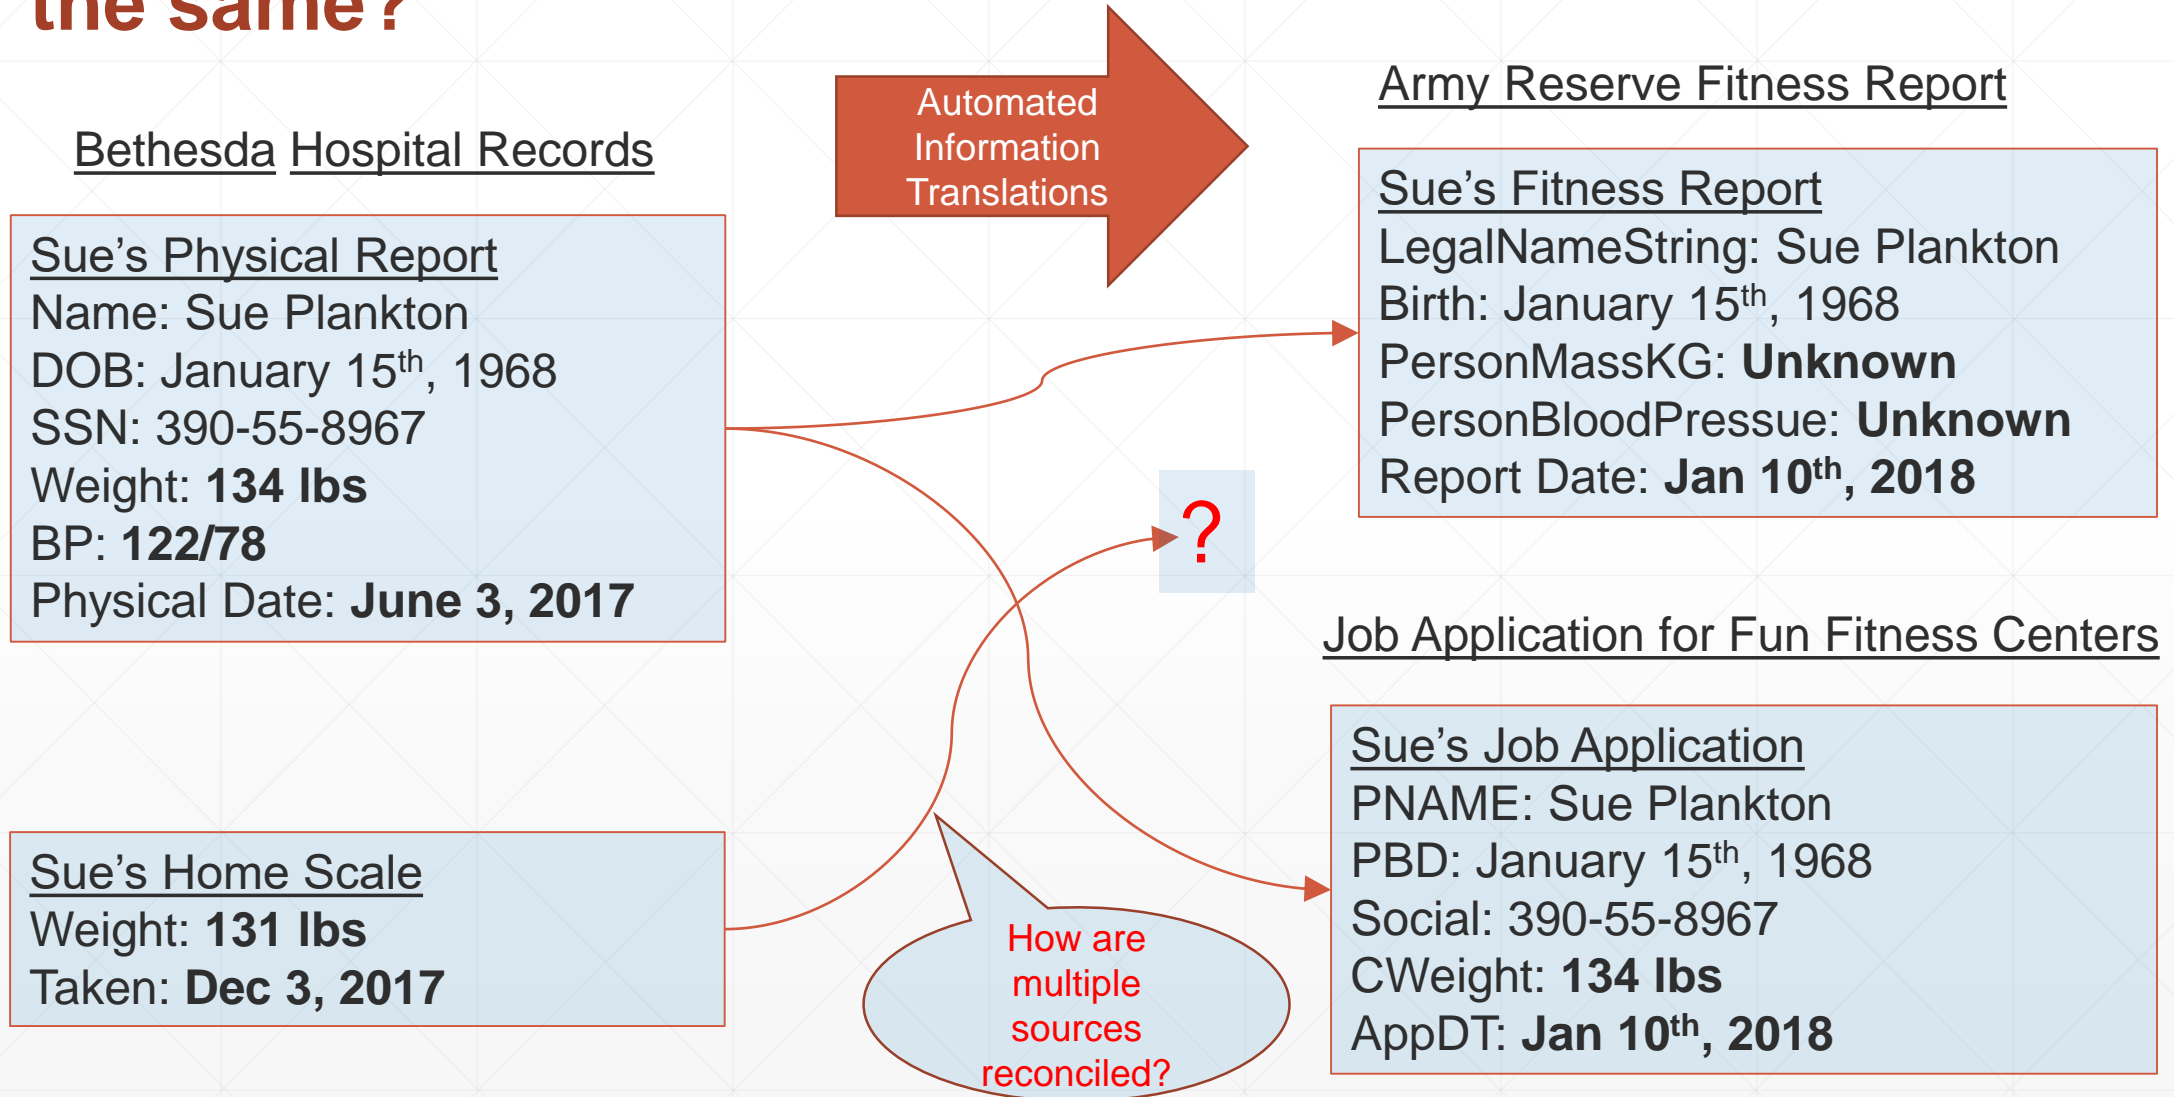 the same?
Automated
Information
Translations
Bethesda Hospital Records
Sue’s Physical Report
Name: Sue Plankton
DOB: January 15th, 1968
SSN: 390-55-8967
Weight: 134 lbs
BP: 122/78
Physical Date: June 3, 2017
Sue’s Home Scale
Weight: 131 lbs
Taken: Dec 3, 2017
?
How are
multiple
sources
reconciled?
Army Reserve Fitness Report
Sue’s Fitness Report
LegalNameString: Sue Plankton
Birth: January 15th, 1968
PersonMassKG: Unknown
PersonBloodPressue: Unknown
Report Date: Jan 10th, 2018
Job Application for Fun Fitness Centers
Sue’s Job Application
PNAME: Sue Plankton
PBD: January 15th, 1968
Social: 390-55-8967
CWeight: 134 lbs
AppDT: Jan 10th, 2018